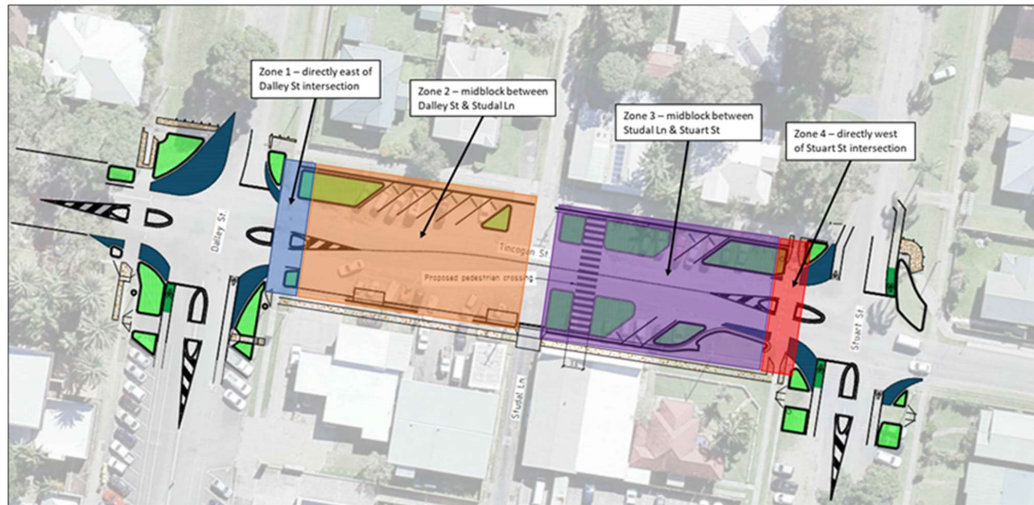 Zone 1 – directly east of
Dalley St intersection
Zone 2 – midblock between
Dalley St & Studal Ln
Zone 3 – midblock between
Studal Ln & Stuart St
Zone 4 – directly west
of Stuart St intersection
Dalley St.
Tincogan St
Proposed pedestrian crossing
Stuart St.
Studal Ln